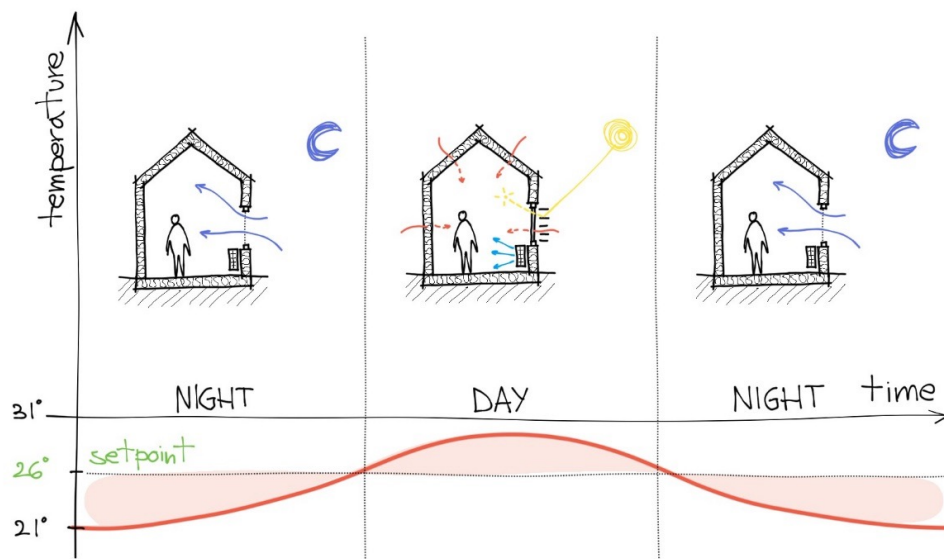 temperature
NIGHT
DAY
NIGHT
time
31°
setpoint
26°
21°